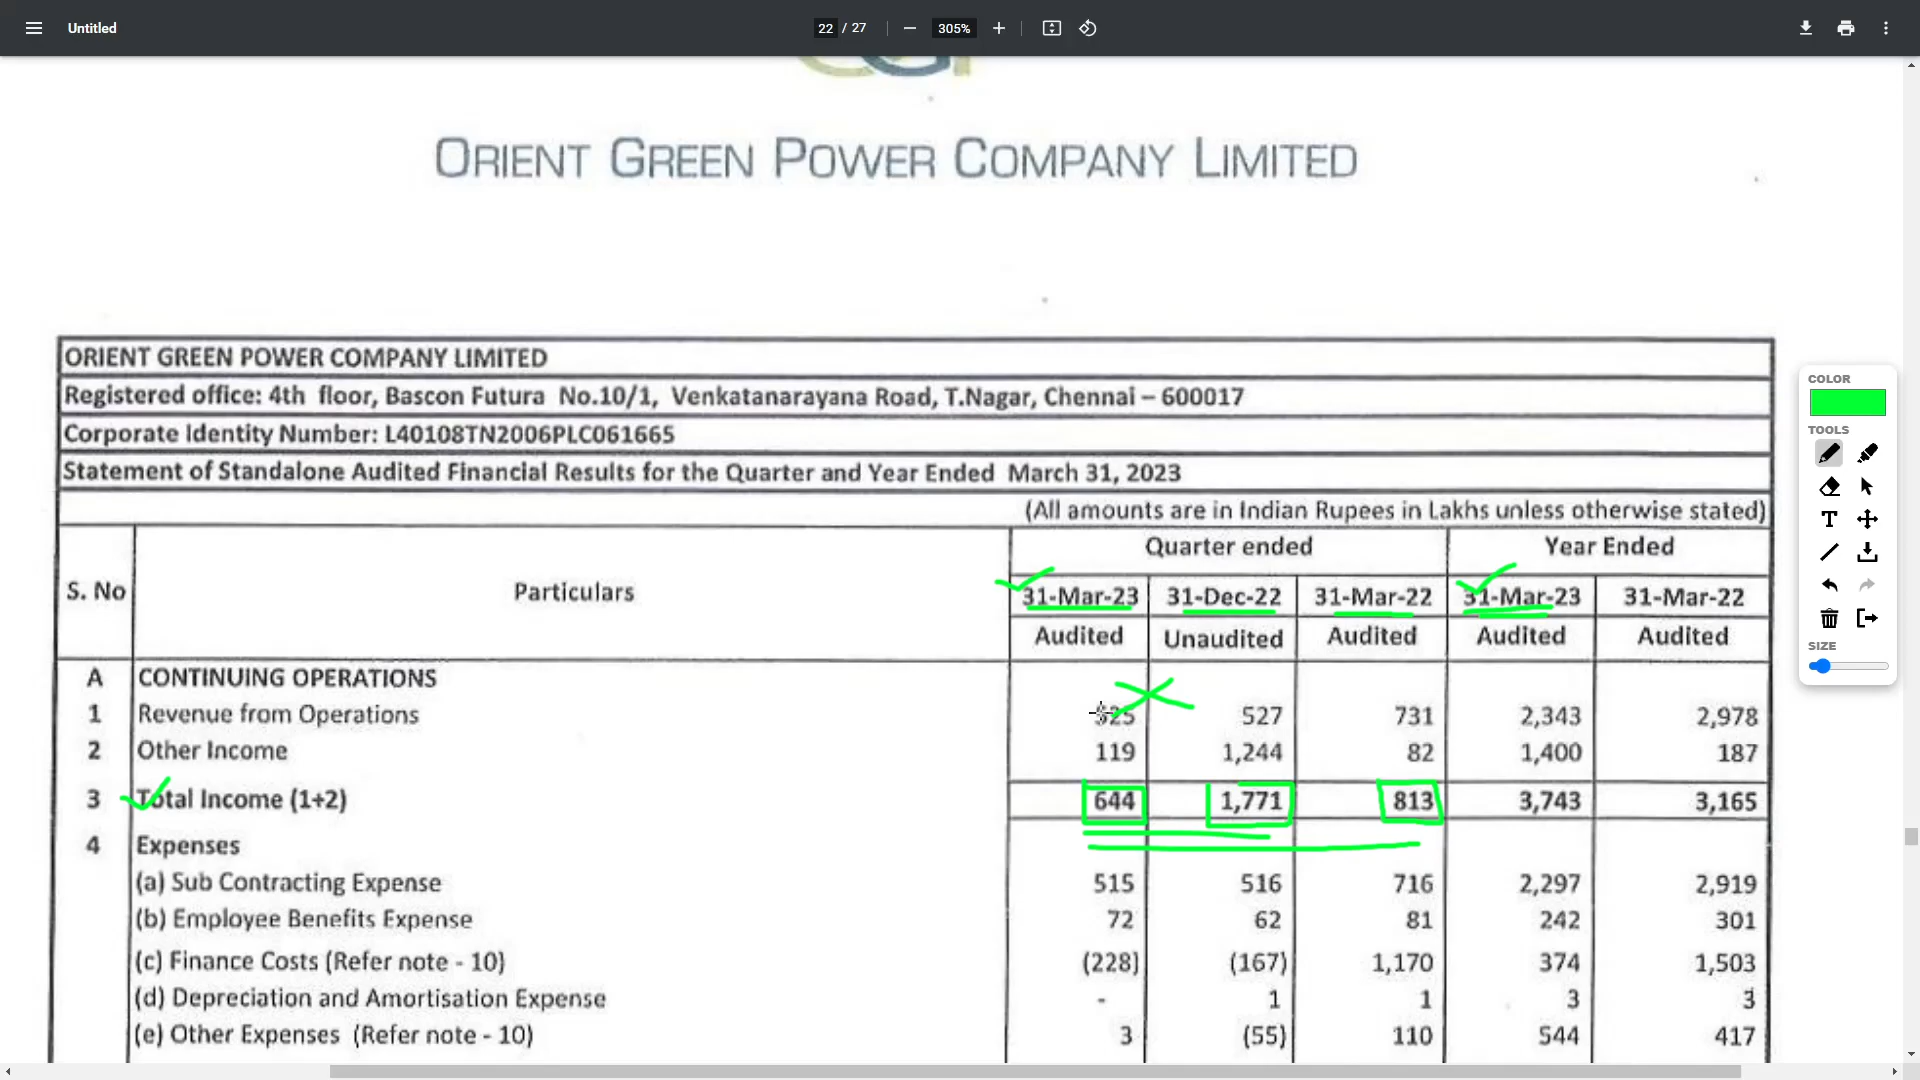 Untitled
22 / 27
305%
ORIENT GREEN POWER COMPANY LIMITED
ORIENT GREEN POWER COMPANY LIMITED
Registered office: 4th floor, Bascon Futura No.10/1, Venkatanarayana Road, T.Nagar, Chennai – 600017
Corporate Identity Number: L40108TN2006PLC061665
Statement of Standalone Audited Financial Results for the Quarter and Year Ended March 31, 2023
(All amounts are in Indian Rupees in Lakhs unless otherwise stated)
S. No Particulars Quarter ended Year Ended
31-Mar-23 31-Dec-22 31-Mar-22 31-Mar-23 31-Mar-22
Audited Unaudited Audited Audited Audited
A CONTINUING OPERATIONS
1 Revenue from Operations 525 527 731 2,343 2,978
2 Other Income 119 1,244 82 1,400 187
3 Total Income (1+2) 644 1,771 813 3,743 3,165
4 Expenses
(a) Sub Contracting Expense 515 516 716 2,297 2,919
(b) Employee Benefits Expense 72 62 81 242 301
(c) Finance Costs (Refer note - 10) (228) (167) 1,170 374 1,503
(d) Depreciation and Amortisation Expense - 1 1 3 3
(e) Other Expenses (Refer note - 10) 3 (55) 110 544 417
COLOR
TOOLS
SIZE